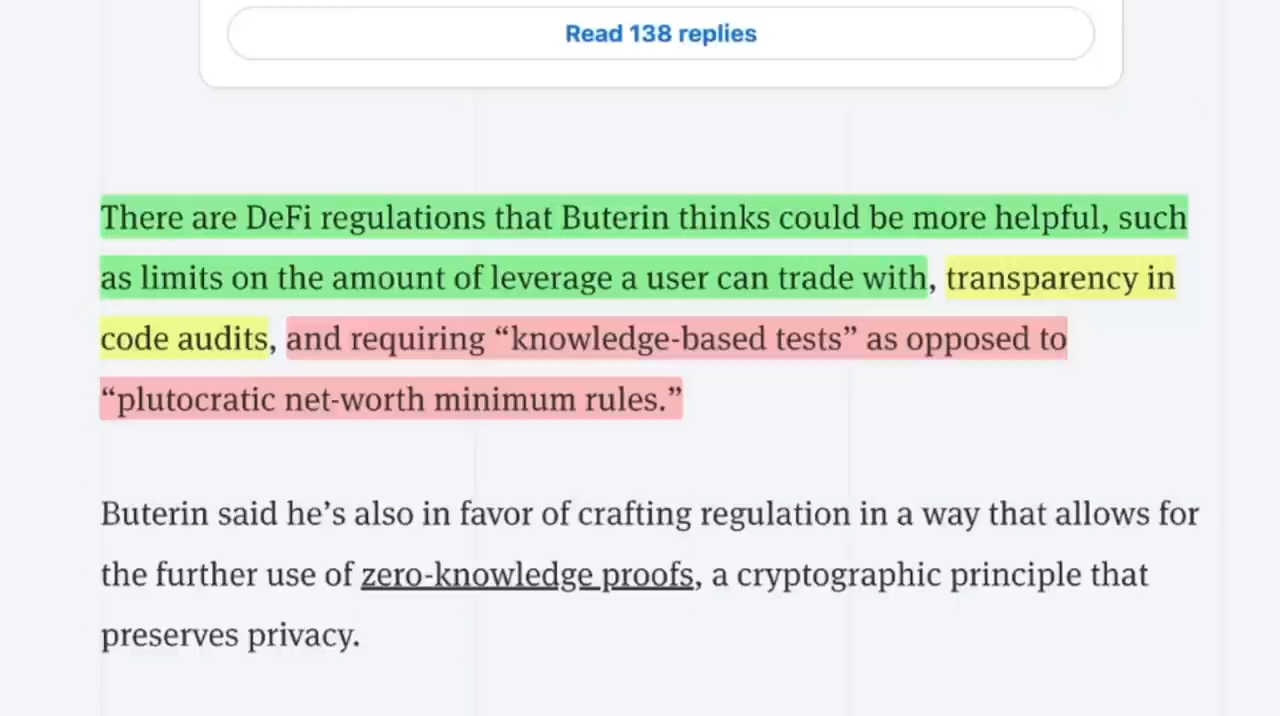 Read 138 replies
There are DeFi regulations that Buterin thinks could be more helpful, such
as limits on the amount of leverage a user can trade with, transparency in
code audits, and requiring “knowledge-based tests” as opposed to
“plutocratic net-worth minimum rules.”
Buterin said he’s also in favor of crafting regulation in a way that allows for
the further use of zero-knowledge proofs, a cryptographic principle that
preserves privacy.